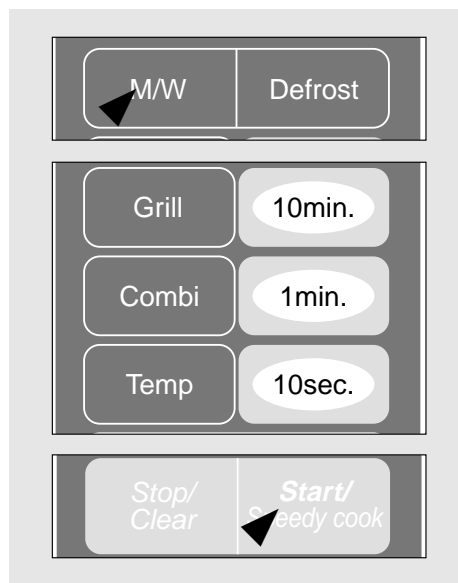 M/W Defrost
Grill 10min.
Combi 1min.
Temp 10sec.
Stop/ Start/
Clear Speedy cook